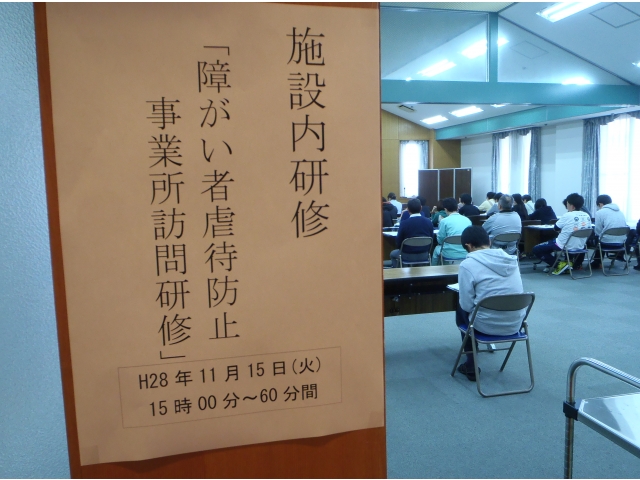 施設内研修
「障がい者虐待防止
事業所訪問研修」
H28年11月15日(火)
15時00分~60分間